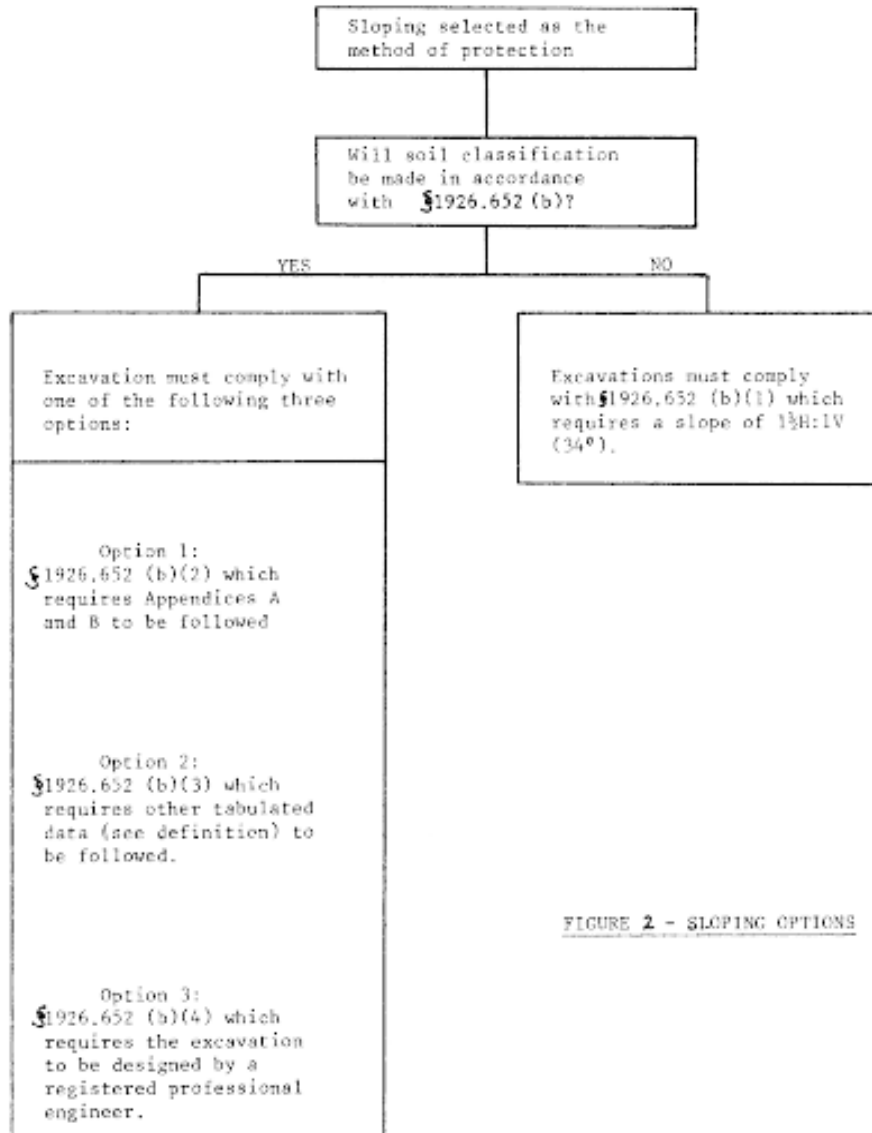 Sloping selected as the
method of protection
Will soil classification
be made in accordance
with §1926.652 (b)?
YES
NO
Excavation must comply with
one of the following three
options:
Excavations must comply
with §1926.652 (b)(1) which
requires a slope of 1½H:1V
(34°).
Option 1:
§1926.652 (b)(2) which
requires Appendices A
and B to be followed
Option 2:
§1926.652 (b)(3) which
requires other tabulated
data (see definition) to
be followed.
Option 3:
§1926.652 (b)(4) which
requires the excavation
to be designed by a
registered professional
engineer.
FIGURE 2 - SLOPING OPTIONS